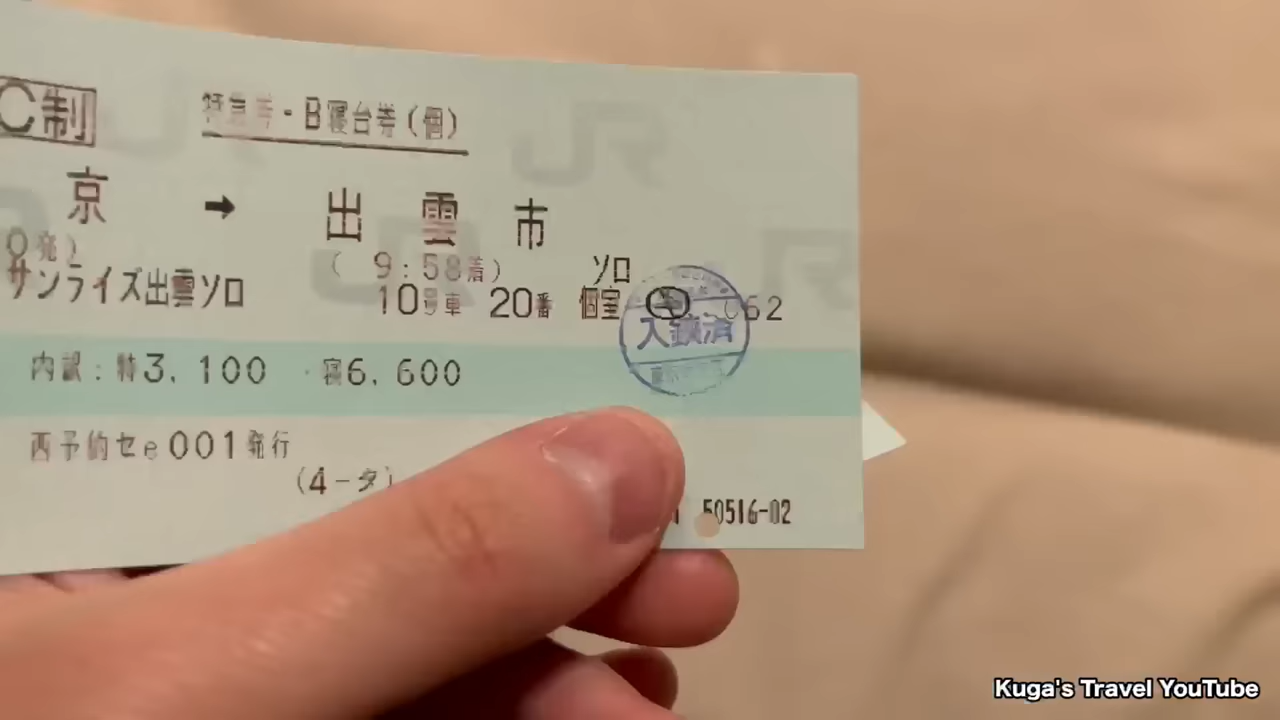 C制 特急券・B寝台券(個)
京 → 出雲市
0発) ( 9:58着) ソロ
サンライズ出雲ソロ 10号車 20番 個室 062
入鋏済
内訳:特3,100 ・寝6,600
西予約セe001発行
(4-タ)
50516-02
Kuga's Travel YouTube